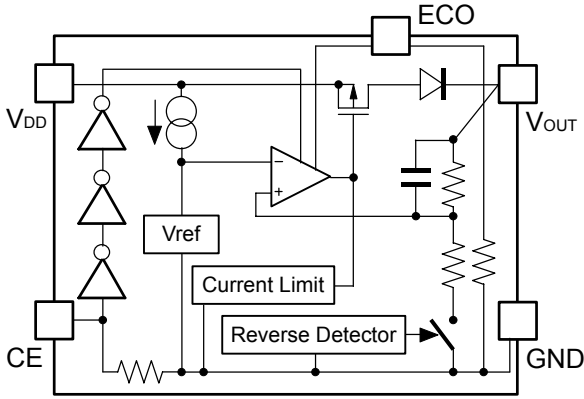 ECO
VDD
VOUT
−
+
Vref
Current Limit
Reverse Detector
CE
GND